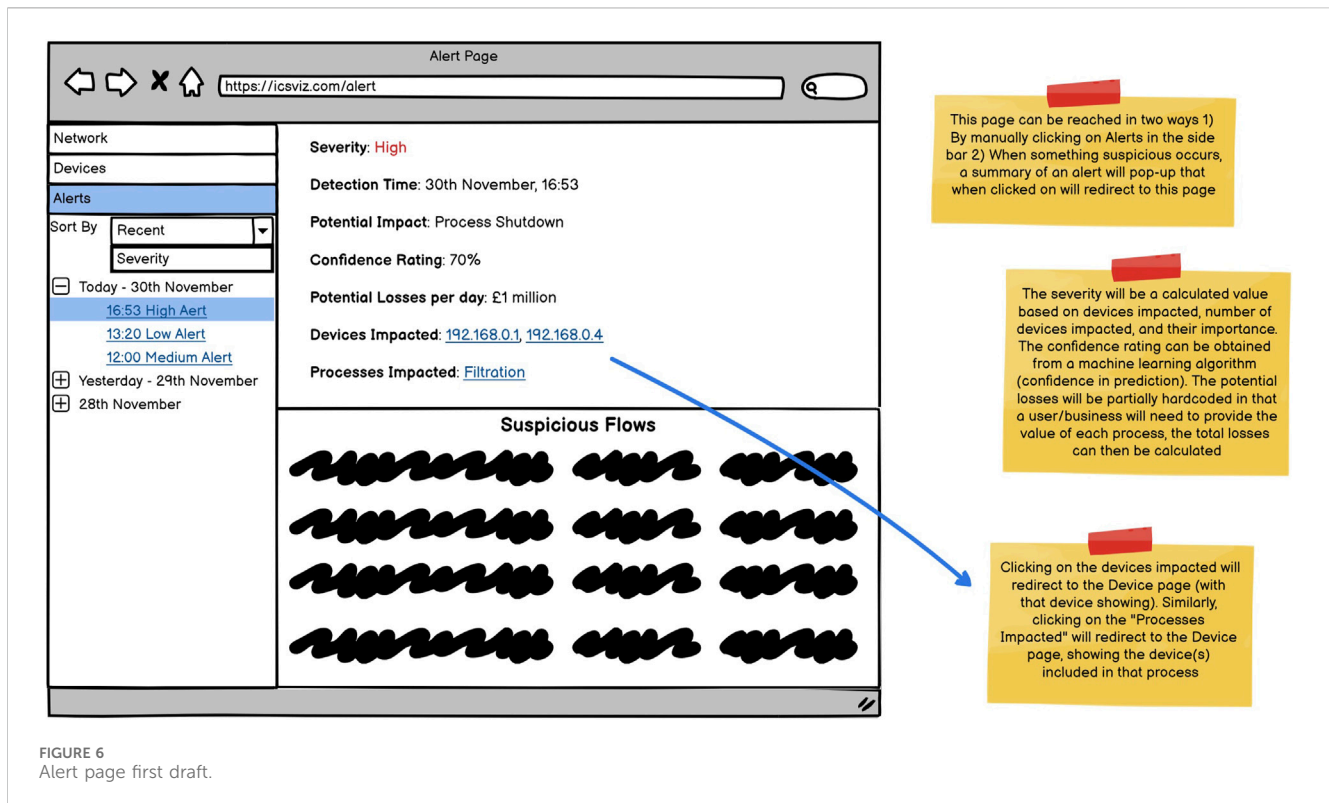 Alert Page
https://icsviz.com/alert
Network
Devices
Alerts
Sort By
Recent
Severity
Today - 30th November
16:53 High Aert
13:20 Low Alert
12:00 Medium Alert
Yesterday - 29th November
28th November
Severity: High
Detection Time: 30th November, 16:53
Potential Impact: Process Shutdown
Confidence Rating: 70%
Potential Losses per day: £1 million
Devices Impacted: 192.168.0.1, 192.168.0.4
Processes Impacted: Filtration
Suspicious Flows
This page can be reached in two ways 1)
By manually clicking on Alerts in the side
bar 2) When something suspicious occurs,
a summary of an alert will pop-up that
when clicked on will redirect to this page
The severity will be a calculated value
based on devices impacted, number of
devices impacted, and their importance.
The confidence rating can be obtained
from a machine learning algorithm
(confidence in prediction). The potential
losses will be partially hardcoded in that
a user/business will need to provide the
value of each process, the total losses
can then be calculated
Clicking on the devices impacted will
redirect to the Device page (with
that device showing). Similarly,
clicking on the "Processes
Impacted" will redirect to the Device
page, showing the device(s)
included in that process
FIGURE 6
Alert page first draft.